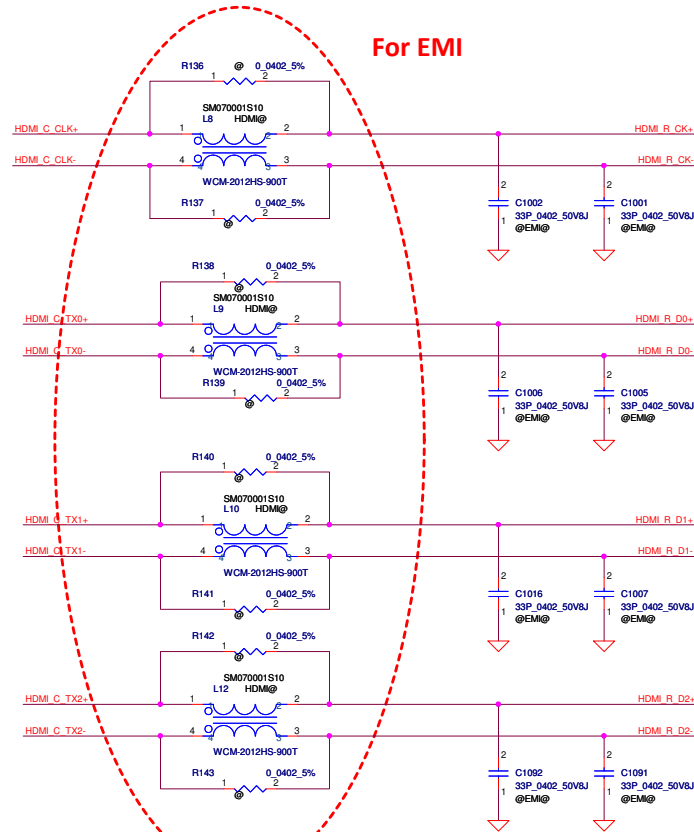 For EMI
R136 @ 0_0402_5%
1 2
SM070001S10
L8 HDMI@
HDMI_C_CLK+ 1 2 HDMI_R_CK+
HDMI_C_CLK- 4 3 HDMI_R_CK-
WCM-2012HS-900T
R137 0_0402_5%
1 2
@
2 2
C1002 C1001
1 33P_0402_50V8J 1 33P_0402_50V8J
@EMI@ @EMI@
R138 0_0402_5%
1 @ 2
SM070001S10
L9 HDMI@
HDMI_C_TX0+ 1 2 HDMI_R_D0+
HDMI_C_TX0- 4 3 HDMI_R_D0-
WCM-2012HS-900T
R139 0_0402_5%
1 2
@
2 2
C1006 C1005
1 33P_0402_50V8J 1 33P_0402_50V8J
@EMI@ @EMI@
R140 0_0402_5%
1 @ 2
SM070001S10
L10 HDMI@
HDMI_C_TX1+ 1 2 HDMI_R_D1+
HDMI_C_TX1- 4 3 HDMI_R_D1-
WCM-2012HS-900T
R141 0_0402_5%
1 2
@
2 2
C1016 C1007
1 33P_0402_50V8J 1 33P_0402_50V8J
@EMI@ @EMI@
R142 0_0402_5%
1 @ 2
SM070001S10
L12 HDMI@
HDMI_C_TX2+ 1 2 HDMI_R_D2+
HDMI_C_TX2- 4 3 HDMI_R_D2-
WCM-2012HS-900T
R143 0_0402_5%
1 2
@
2 2
C1092 C1091
1 33P_0402_50V8J 1 33P_0402_50V8J
@EMI@ @EMI@